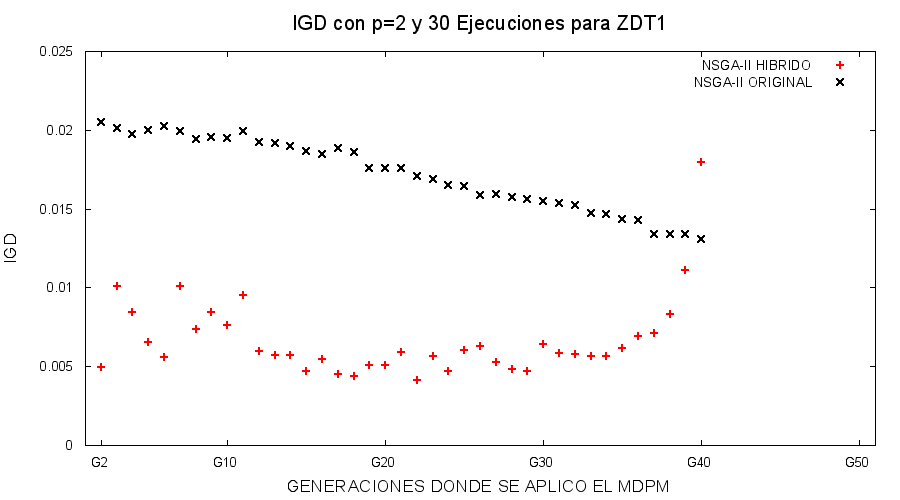 IGD con p=2 y 30 Ejecuciones para ZDT1
NSGA-II HIBRIDO
NSGA-II ORIGINAL
0.025
0.02
0.015
0.01
0.005
0
IGD
G2 G10 G20 G30 G40 G50
GENERACIONES DONDE SE APLICO EL MDPM